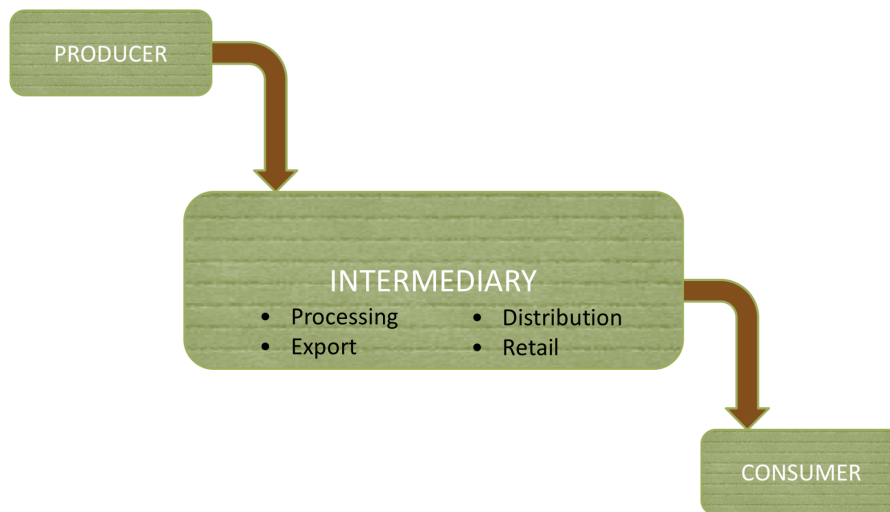 PRODUCER
INTERMEDIARY
• Processing
• Export
• Distribution
• Retail
CONSUMER